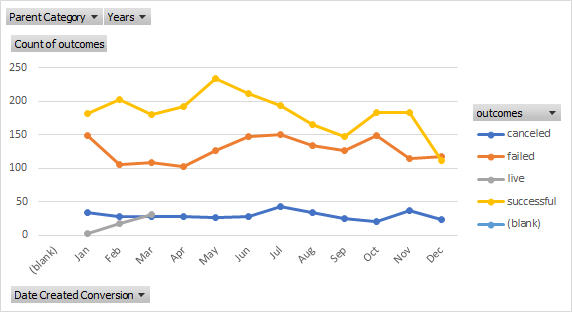 Parent Category Years
Count of outcomes
250
200
150
100
50
0
(blank) Jan Feb Mar Apr May Jun Jul Aug Sep Oct Nov Dec
outcomes
canceled
failed
live
successful
(blank)
Date Created Conversion